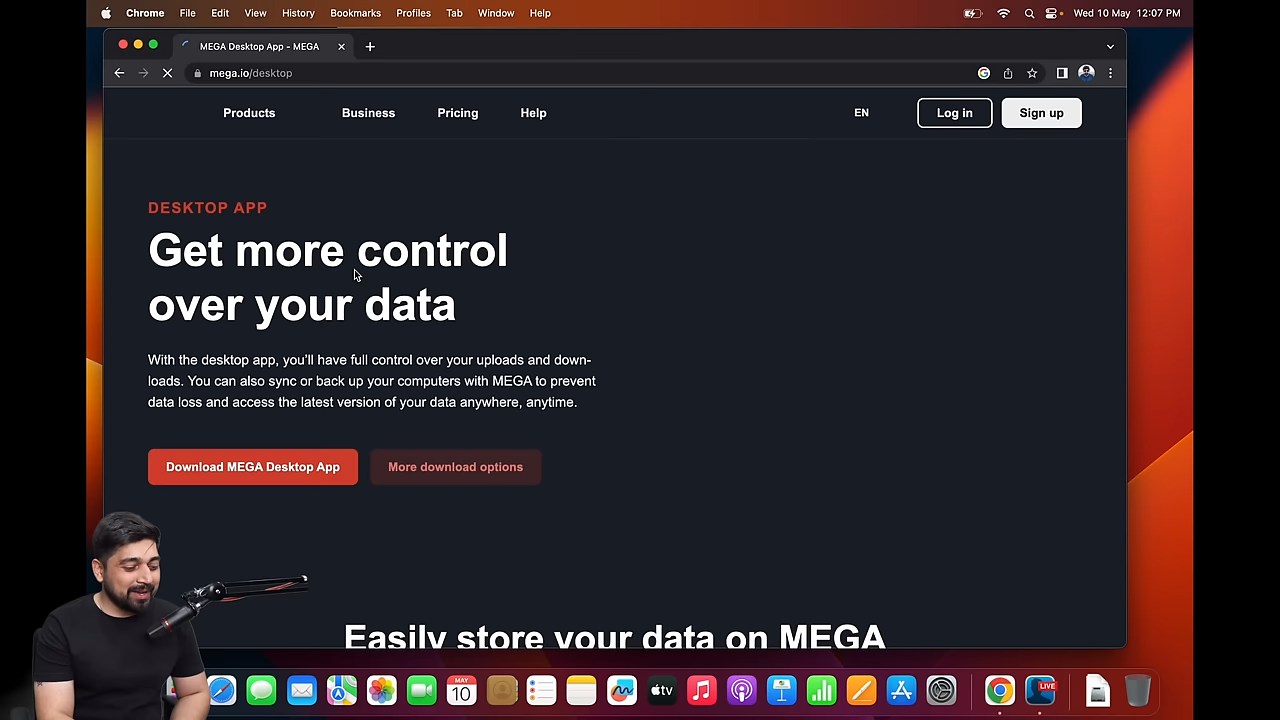 Chrome File Edit View History Bookmarks Profiles Tab Window Help Wed 10 May 12:07 PM
MEGA Desktop App - MEGA
mega.io/desktop
Products Business Pricing Help EN Log in Sign up
DESKTOP APP
Get more control
over your data
With the desktop app, you'll have full control over your uploads and down-
loads. You can also sync or back up your computers with MEGA to prevent
data loss and access the latest version of your data anywhere, anytime.
Download MEGA Desktop App More download options
Easily store your data on MEGA
MAY
10
tv
LIVE